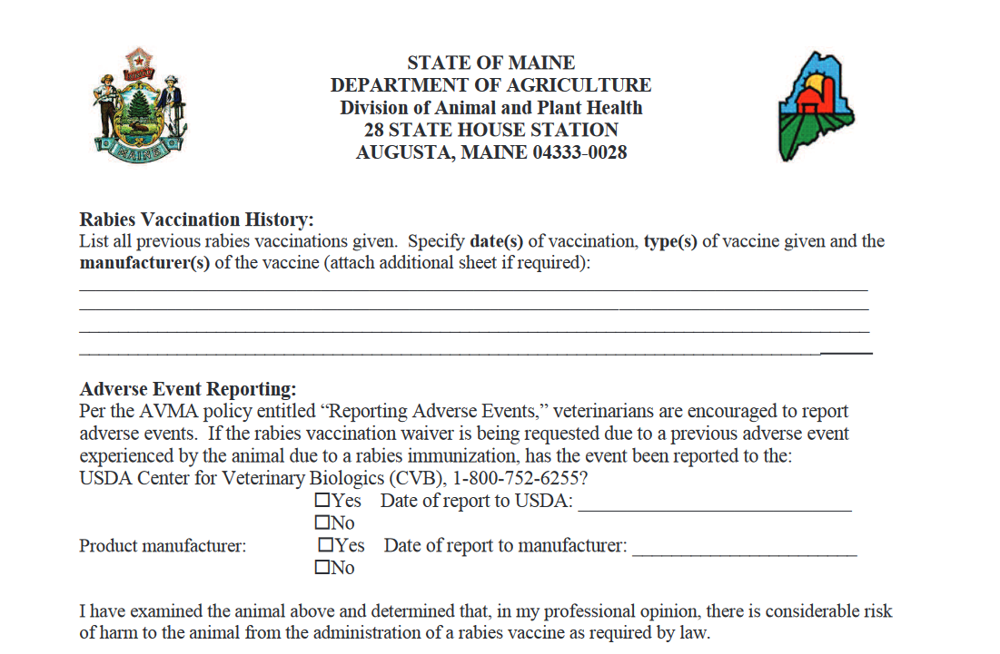 STATE OF MAINE
DEPARTMENT OF AGRICULTURE
Division of Animal and Plant Health
28 STATE HOUSE STATION
AUGUSTA, MAINE 04333-0028
MAINE
Rabies Vaccination History:
List all previous rabies vaccinations given.  Specify date(s) of vaccination, type(s) of vaccine given and the
manufacturer(s) of the vaccine (attach additional sheet if required):
Adverse Event Reporting:
Per the AVMA policy entitled “Reporting Adverse Events,” veterinarians are encouraged to report
adverse events.  If the rabies vaccination waiver is being requested due to a previous adverse event
experienced by the animal due to a rabies immunization, has the event been reported to the:
USDA Center for Veterinary Biologics (CVB), 1-800-752-6255?
☐Yes    Date of report to USDA: ____________________________
☐No
Product manufacturer:    ☐Yes    Date of report to manufacturer: _______________________
☐No
I have examined the animal above and determined that, in my professional opinion, there is considerable risk
of harm to the animal from the administration of a rabies vaccine as required by law.